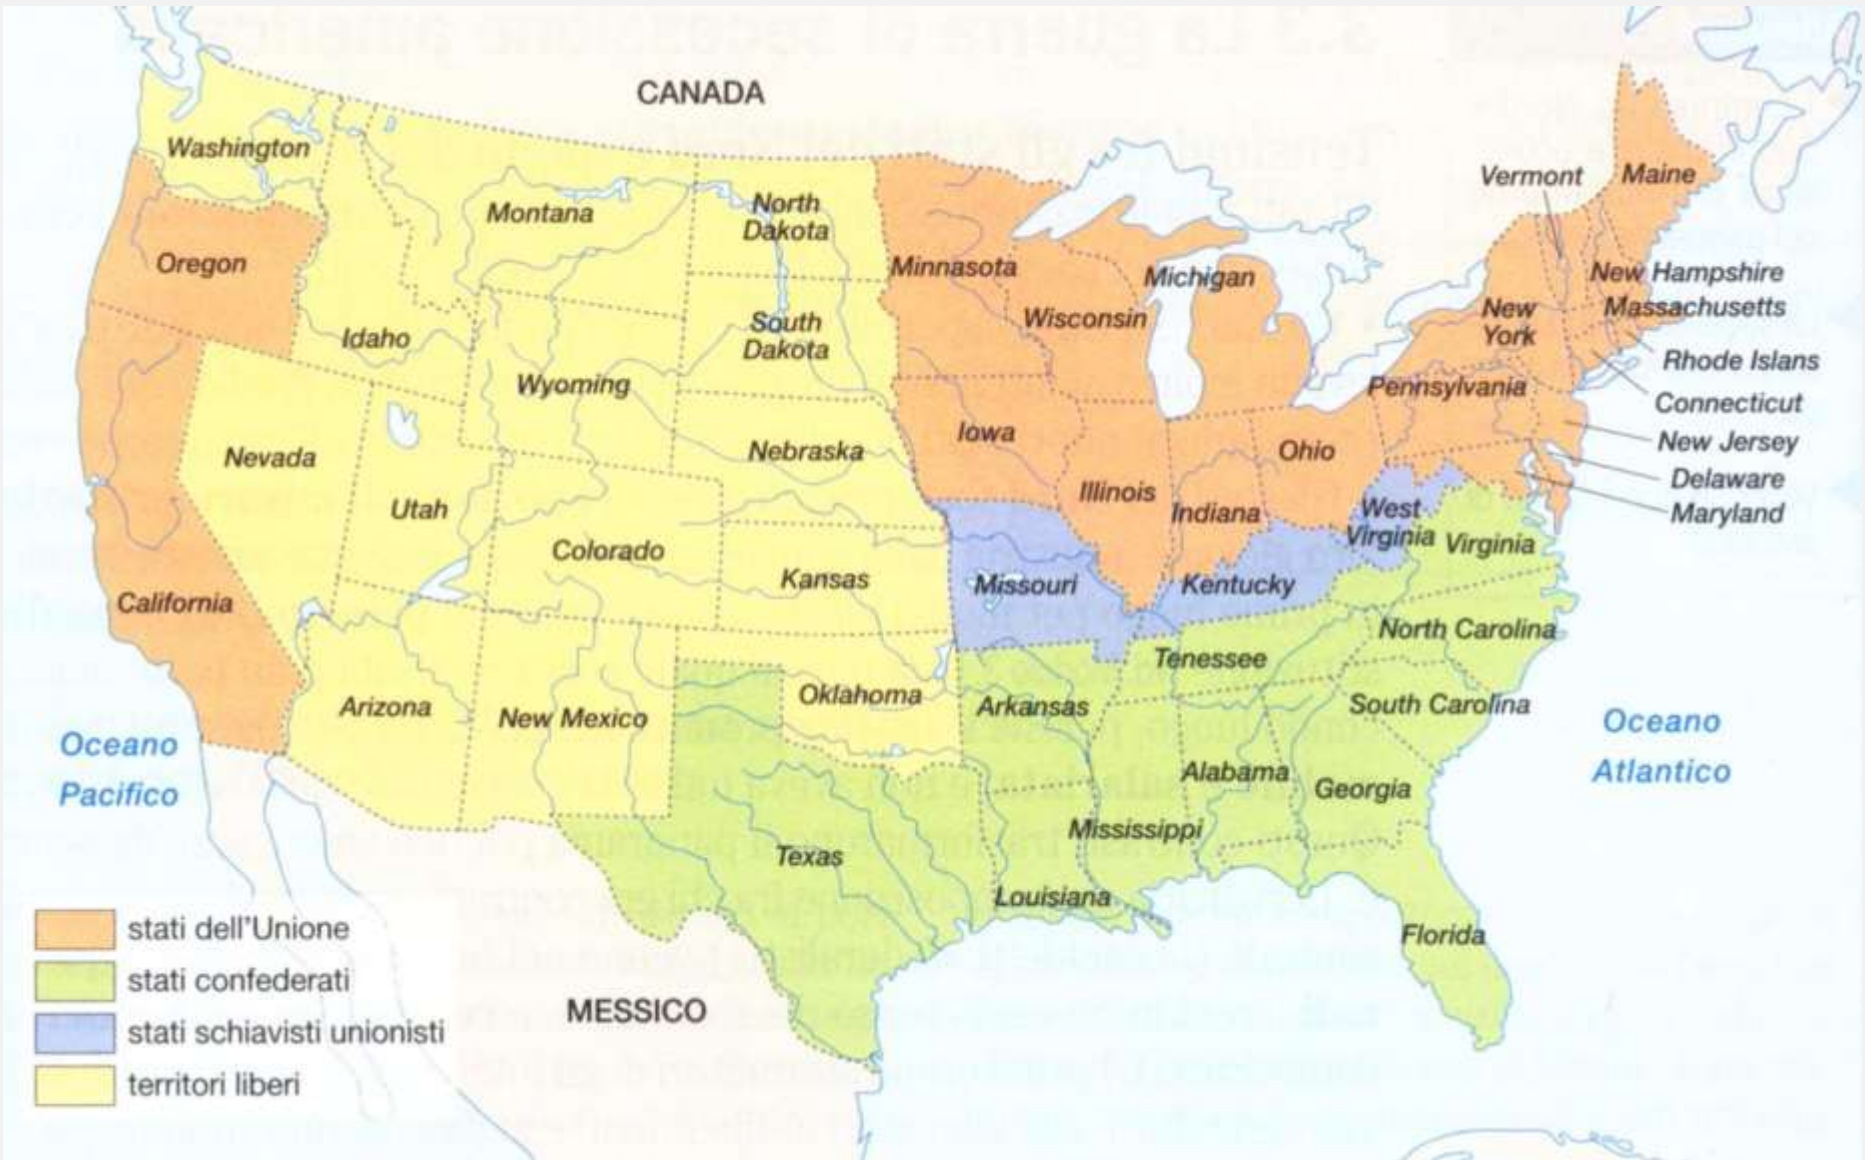 CANADA
Washington
Oregon
Idaho
Montana
North
Dakota
South
Dakota
Wyoming
Nebraska
Nevada
Utah
Colorado
Kansas
California
Arizona
New Mexico
Oklahoma
Texas
Minnasota
Wisconsin
Michigan
Iowa
Illinois
Indiana
Ohio
Vermont
Maine
New Hampshire
Massachusetts
New
York
Rhode Islans
Pennsylvania
Connecticut
New Jersey
Delaware
Maryland
West
Virginia
Virginia
Missouri
Kentucky
North Carolina
Tenessee
Arkansas
South Carolina
Alabama
Georgia
Mississippi
Louisiana
Florida
Oceano
Pacifico
Oceano
Atlantico
MESSICO
stati dell'Unione
stati confederati
stati schiavisti unionisti
territori liberi